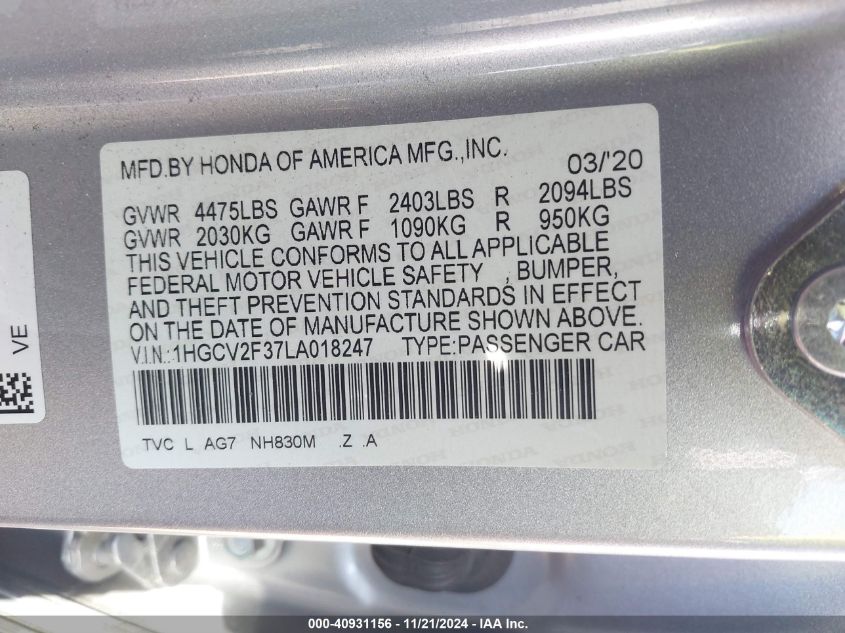 MFD.BY HONDA OF AMERICA MFG.,INC. 03/'20
GVWR 4475LBS GAWR F 2403LBS R 2094LBS
GVWR 2030KG GAWR F 1090KG R 950KG
THIS VEHICLE CONFORMS TO ALL APPLICABLE
FEDERAL MOTOR VEHICLE SAFETY , BUMPER,
AND THEFT PREVENTION STANDARDS IN EFFECT
ON THE DATE OF MANUFACTURE SHOWN ABOVE.
V.I.N.:1HGCV2F37LA018247 TYPE:PASSENGER CAR
TVC L AG7 NH830M .Z .A
VE
000-40931156 - 11/21/2024 - IAA Inc.